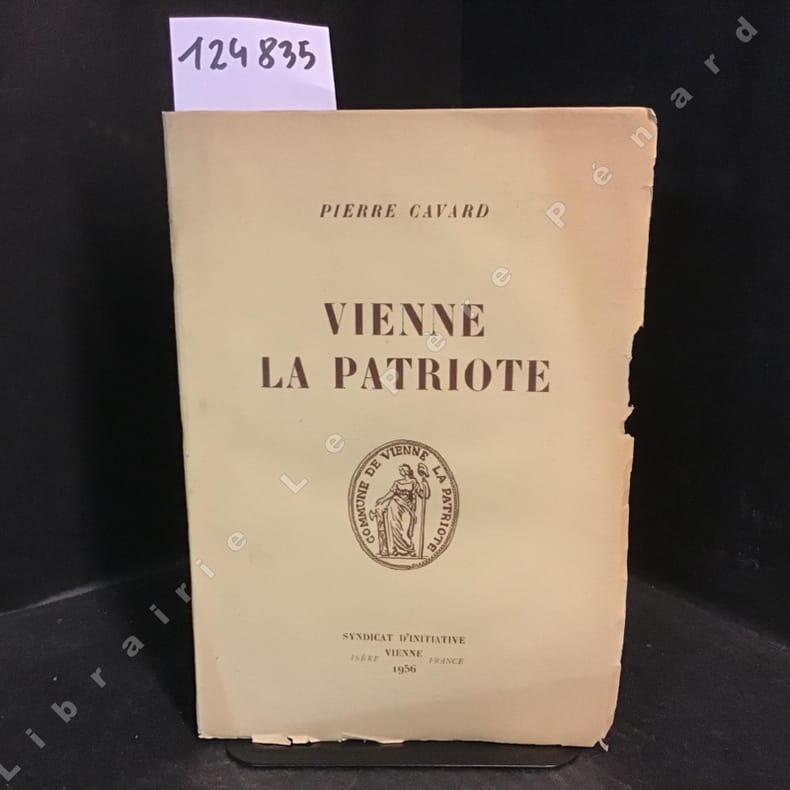 124835
PIERRE CAVARD
VIENNE
LA PATRIOTE
COMMUNE DE VIENNE LA PATRIOTE
SYNDICAT D'INITIATIVE
VIENNE
ISÈRE FRANCE
1956
Librairie Le Père Pénard